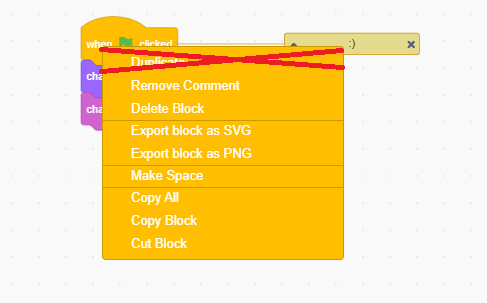 when clicked
:)
cha
cha
Duplicate
Remove Comment
Delete Block
Export block as SVG
Export block as PNG
Make Space
Copy All
Copy Block
Cut Block